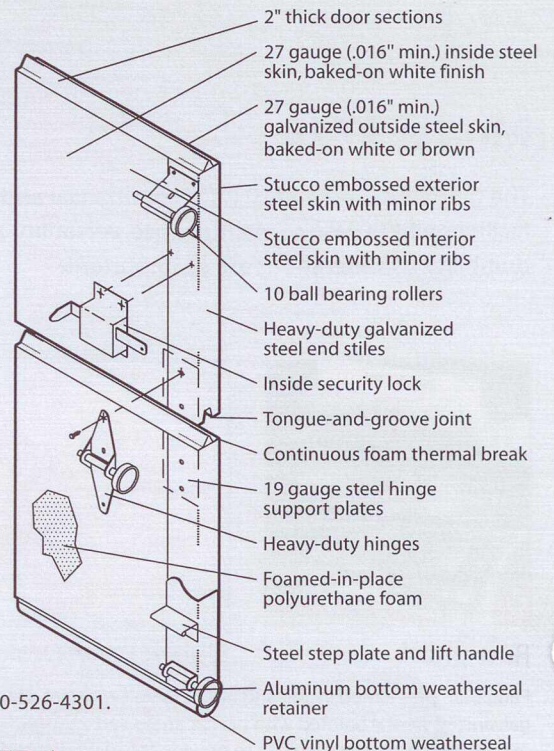 2" thick door sections
27 gauge (.016" min.) inside steel
skin, baked-on white finish
27 gauge (.016" min.)
galvanized outside steel skin,
baked-on white or brown
Stucco embossed exterior
steel skin with minor ribs
Stucco embossed interior
steel skin with minor ribs
10 ball bearing rollers
Heavy-duty galvanized
steel end stiles
Inside security lock
Tongue-and-groove joint
Continuous foam thermal break
19 gauge steel hinge
support plates
Heavy-duty hinges
Foamed-in-place
polyurethane foam
Steel step plate and lift handle
0-526-4301.
Aluminum bottom weatherseal
retainer
PVC vinyl bottom weatherseal